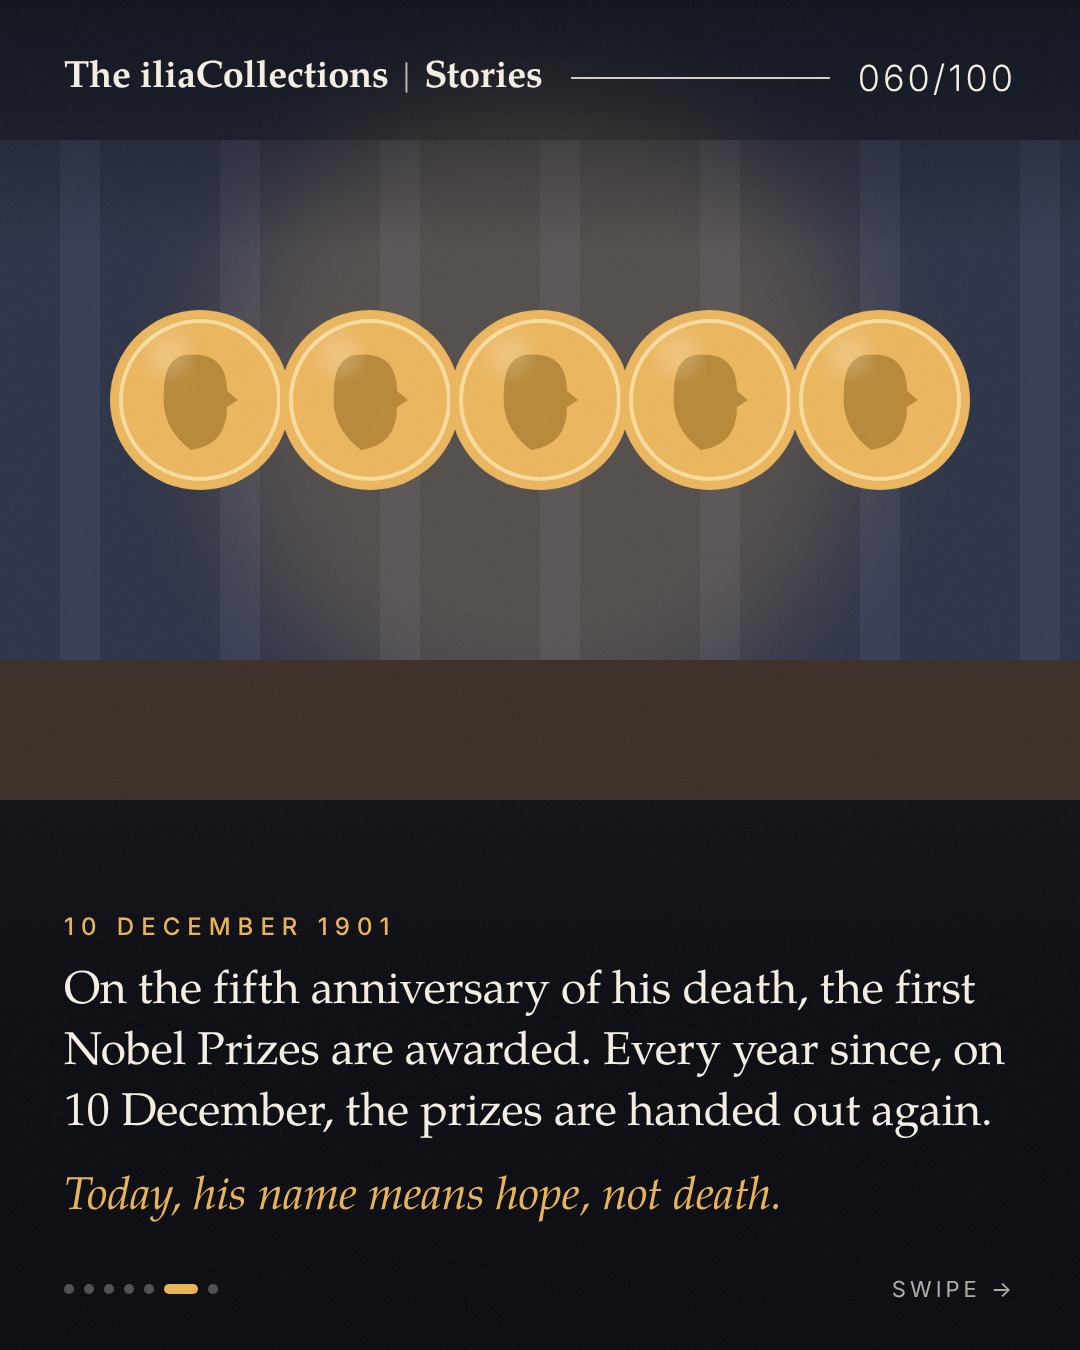 The iliaCollections | Stories
060/100
10 DECEMBER 1901
On the fifth anniversary of his death, the first
Nobel Prizes are awarded. Every year since, on
10 December, the prizes are handed out again.
Today, his name means hope, not death.
SWIPE →